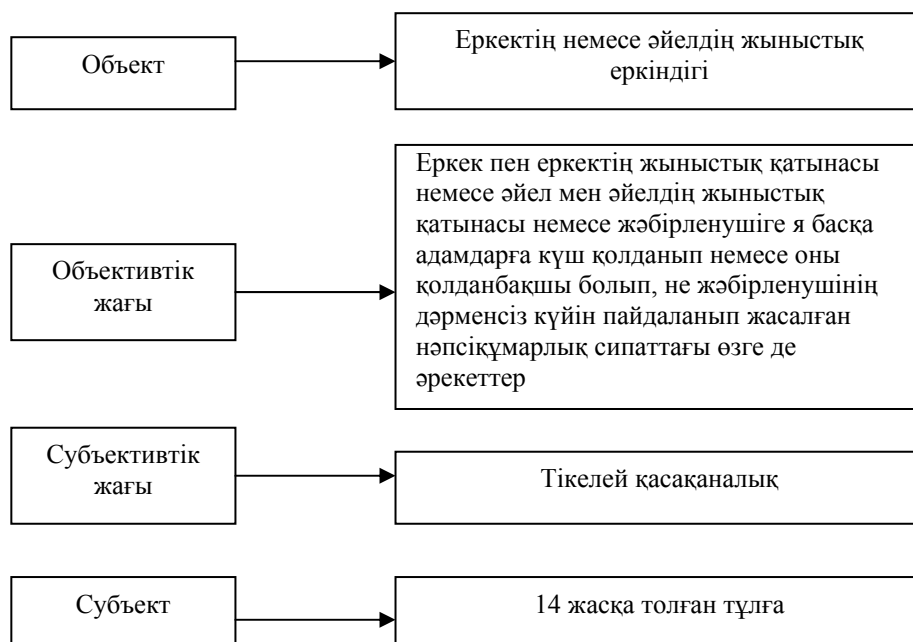 Объект
Еркектің немесе әйелдің жыныстық
еркіндігі
Объективтік
жағы
Еркек пен еркектің жыныстық қатынасы
немесе әйел мен әйелдің жыныстық
қатынасы немесе жәбірленушіге я басқа
адамдарға күш қолданып немесе оны
қолданбақшы болып, не жәбірленушінің
дәрменсіз күйін пайдаланып жасалған
нәпсіқұмарлық сипаттағы өзге де
әрекеттер
Субъективтік
жағы
Тікелей қасақаналық
Субъект
14 жасқа толған тұлға